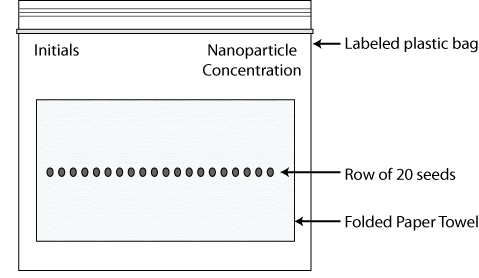 Initials
Nanoparticle
Concentration
Labeled plastic bag
Row of 20 seeds
Folded Paper Towel